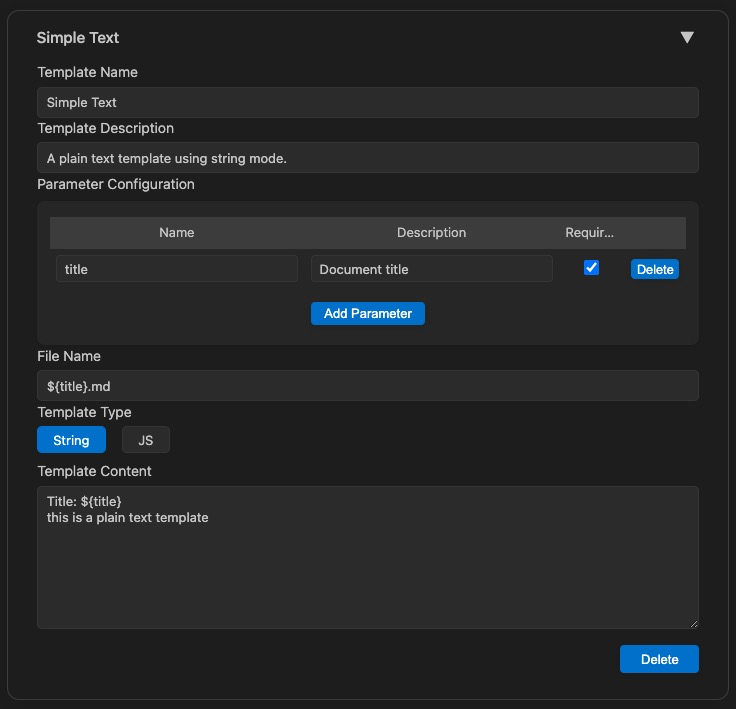 Simple Text
Template Name
Simple Text
Template Description
A plain text template using string mode.
Parameter Configuration
Name Description Requir...
title Document title Delete
Add Parameter
File Name
${title}.md
Template Type
String JS
Template Content
Title: ${title}
this is a plain text template
Delete